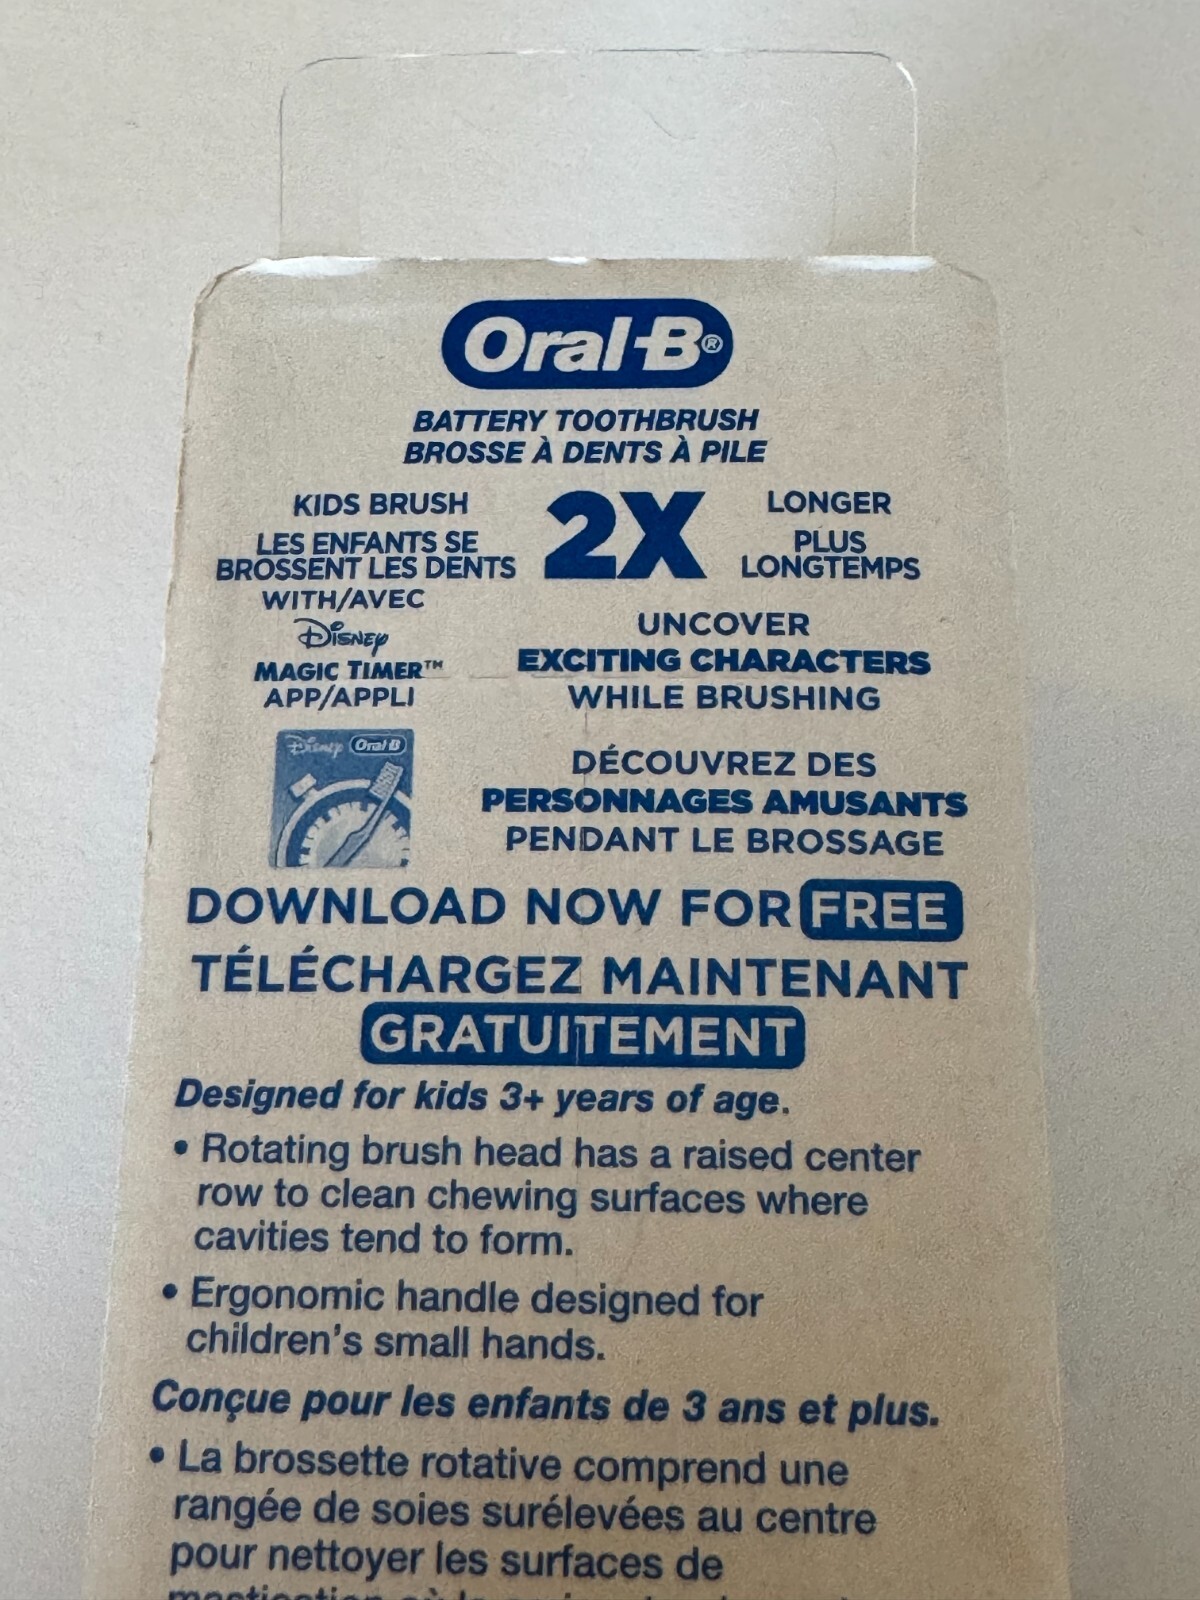 Oral-B®
BATTERY TOOTHBRUSH
BROSSE À DENTS À PILE
KIDS BRUSH
LES ENFANTS SE
BROSSENT LES DENTS
2X
LONGER
PLUS
LONGTEMPS
WITH/AVEC
Disney
MAGIC TIMER™
APP/APPLI
UNCOVER
EXCITING CHARACTERS
WHILE BRUSHING
Disney Oral-B
DÉCOUVREZ DES
PERSONNAGES AMUSANTS
PENDANT LE BROSSAGE
DOWNLOAD NOW FOR FREE
TÉLÉCHARGEZ MAINTENANT
GRATUITEMENT
Designed for kids 3+ years of age.
• Rotating brush head has a raised center
row to clean chewing surfaces where
cavities tend to form.
• Ergonomic handle designed for
children's small hands.
Conçue pour les enfants de 3 ans et plus.
• La brossette rotative comprend une
rangée de soies surélevées au centre
pour nettoyer les surfaces de